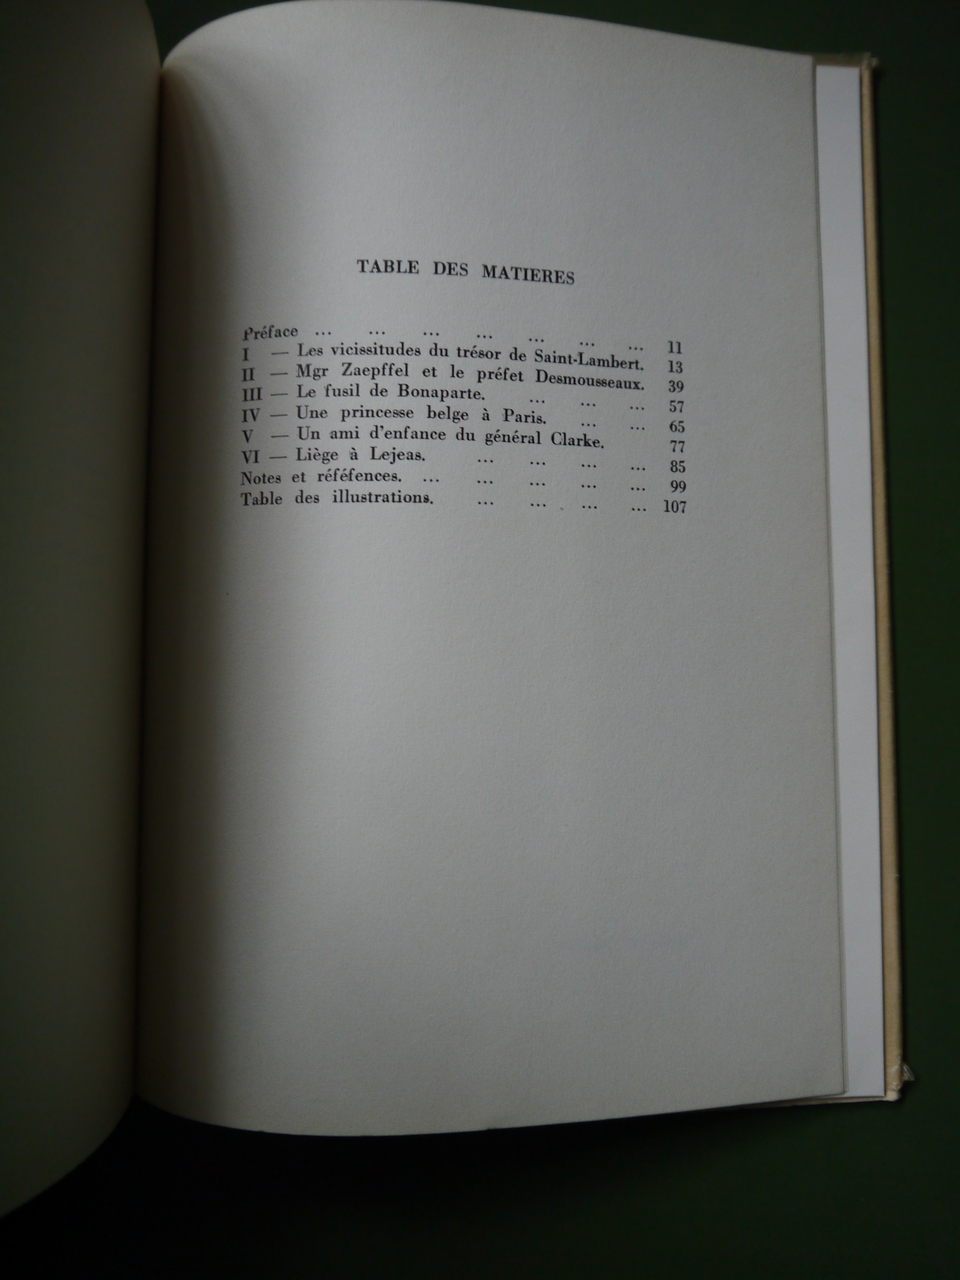 TABLE DES MATIERES
Préface ... ... ... ... ... ... ... 11
I — Les vicissitudes du trésor de Saint-Lambert. 13
II — Mgr Zaepffel et le préfet Desmousseaux. 39
III — Le fusil de Bonaparte. ... ... ... 57
IV — Une princesse belge à Paris. ... ... 65
V — Un ami d'enfance du général Clarke. 77
VI — Liège à Lejeas. ... ... ... ... 85
Notes et références. ... ... ... ... ... 99
Table des illustrations. ... ... ... ... 107